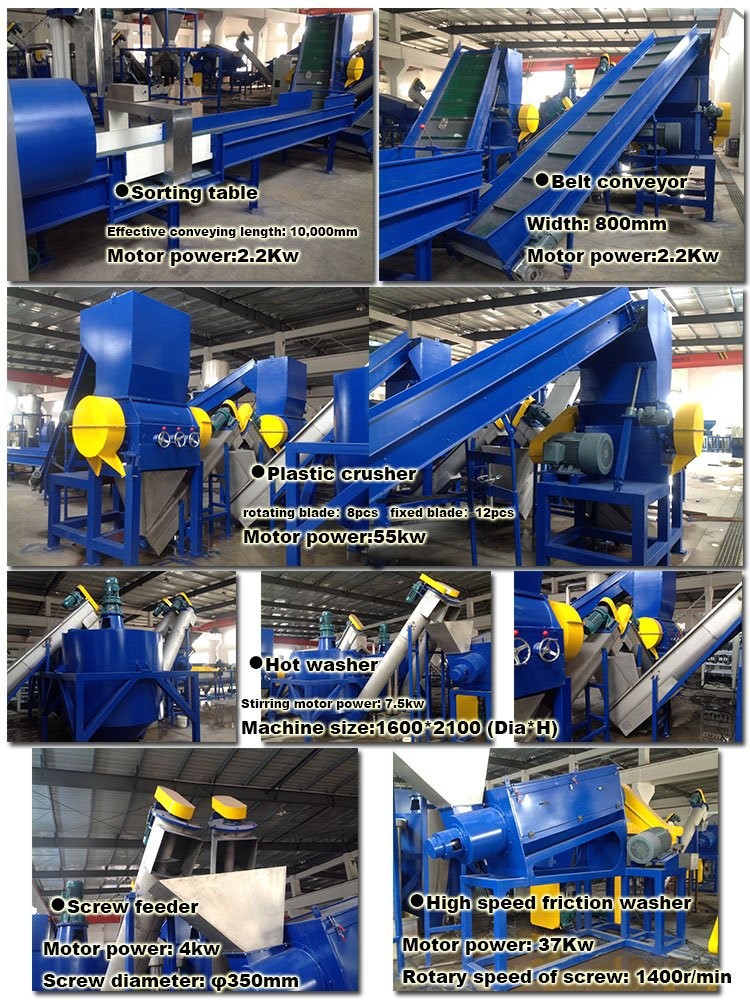 ●Sorting table
Effective conveying length: 10,000mm
Motor power:2.2Kw
●Belt conveyor
Width: 800mm
Motor power:2.2Kw
●Plastic crusher
rotating blade: 8pcs fixed blade: 12pcs
Motor power:55kw
●Hot washer
Stirring motor power: 7.5kw
Machine size:1600*2100 (Dia*H)
●Screw feeder
Motor power: 4kw
Screw diameter: φ350mm
●High speed friction washer
Motor power: 37Kw
Rotary speed of screw: 1400r/min